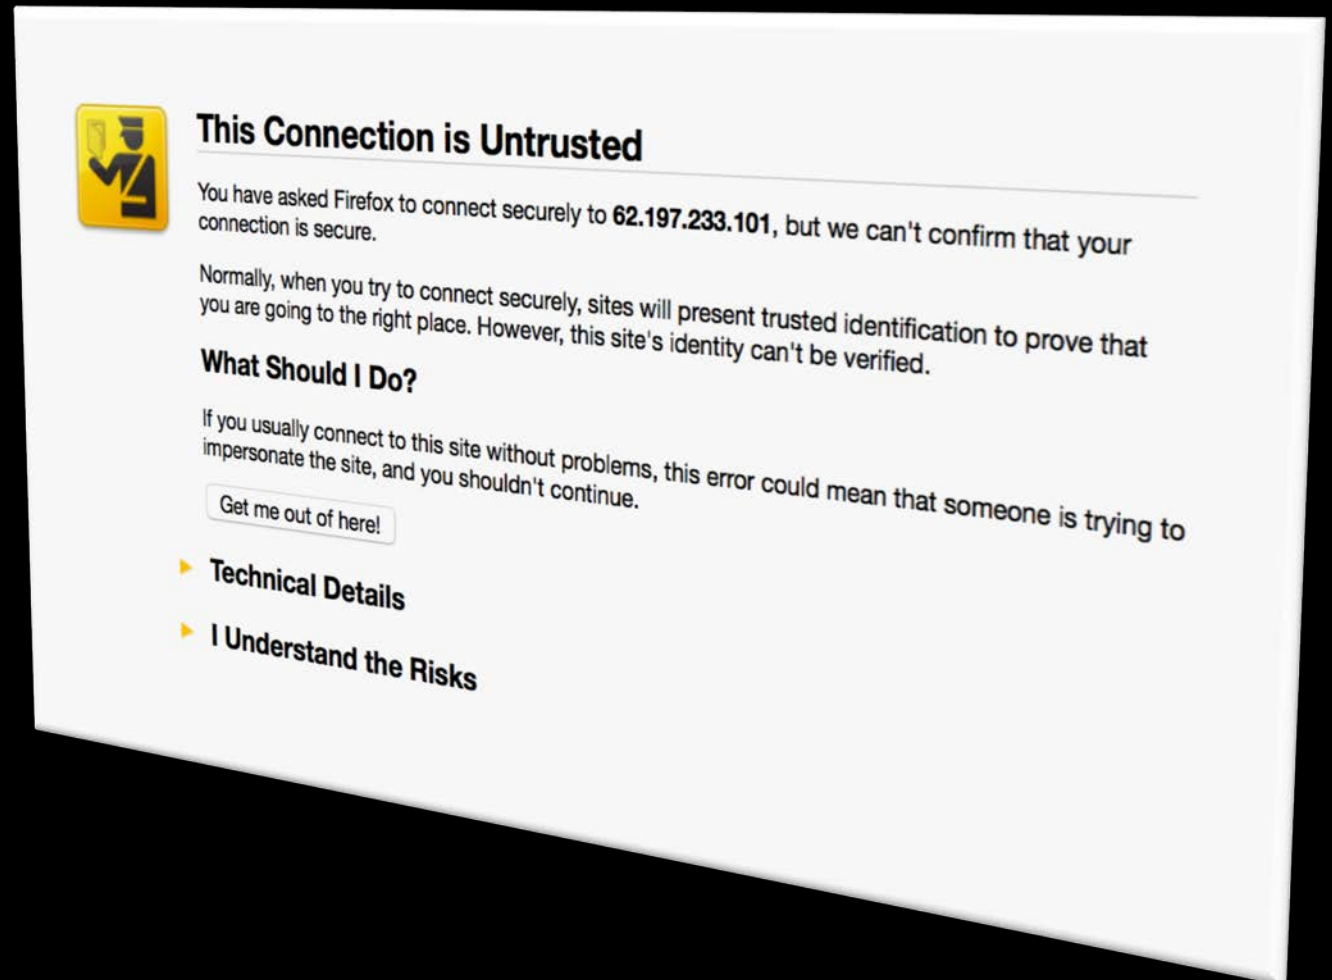 This Connection is Untrusted
You have asked Firefox to connect securely to 62.197.233.101, but we can't confirm that your
connection is secure.
Normally, when you try to connect securely, sites will present trusted identification to prove that
you are going to the right place. However, this site's identity can't be verified.
What Should I Do?
If you usually connect to this site without problems, this error could mean that someone is trying to
impersonate the site, and you shouldn't continue.
Get me out of here!
Technical Details
I Understand the Risks